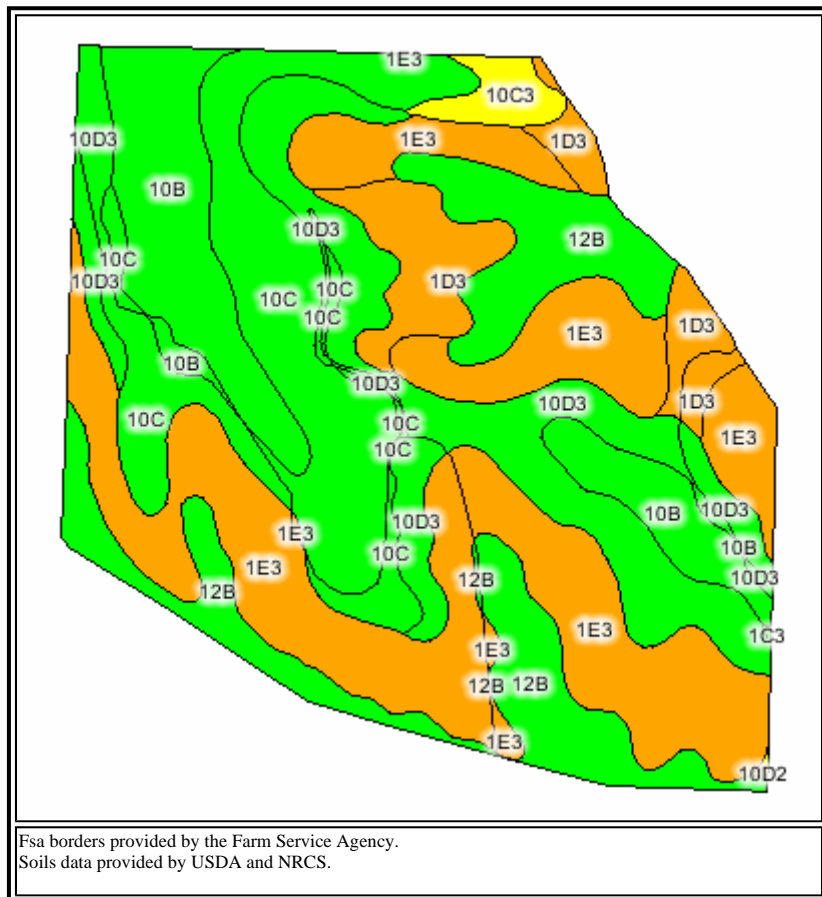 1E3
10C3
10D3
1E3
1D3
10B
10D3
12B
10C
10D3
10C
1D3
10C
10C
1D3
1E3
10B
10D3
10D3
1D3
10C
10C
1E3
10C
10B
10D3
10D3
1E3
10B
10C
1E3
12B
10D3
12B
1E3
1C3
1E3
12B
12B
1E3
10D2
Fsa borders provided by the Farm Service Agency.
Soils data provided by USDA and NRCS.